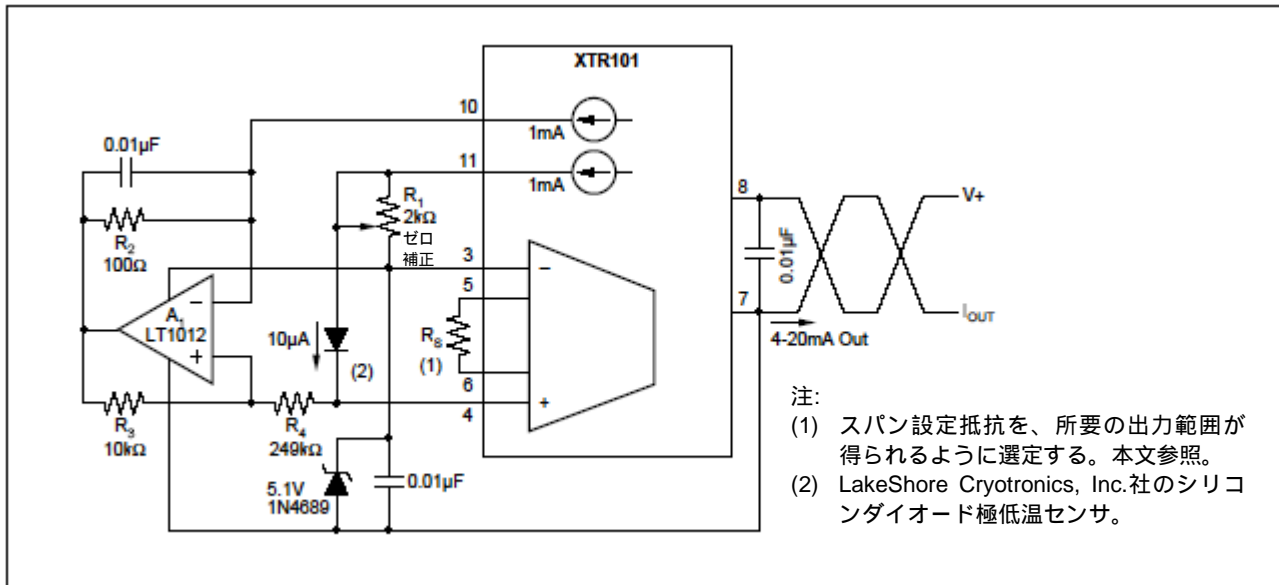 XTR101
10
1mA
0.01µF
11
1mA
R1
2kΩ
ゼロ
補正
8
V+
R2
100Ω
3
–
5
0.01µF
A1
LT1012
–
+
10µA
(2)
RS
(1)
7
IOUT
4-20mA Out
6
4
+
R3
10kΩ
R4
249kΩ
5.1V
1N4689
0.01µF
注:
(1) スパン設定抵抗を、所要の出力範囲が
得られるように選定する。本文参照。
(2) LakeShore Cryotronics, Inc.社のシリコ
ンダイオード極低温センサ。